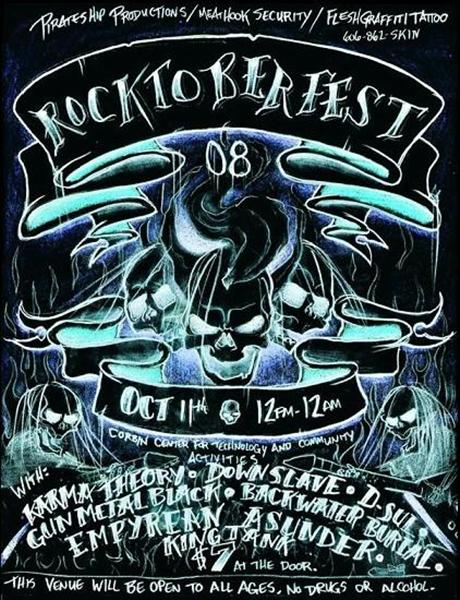 PIRATESHIP PRODUCTIONS / MEATHOOK SECURITY / FLESHGRAFFITI TATTOO
606-862-SKIN
ROCKTOBERFEST
08
OCT 11TH 12PM-12AM
CORBIN CENTER FOR TECHNOLOGY AND COMMUNITY
ACTIVITIES
WITH:
KARMA THEORY • DOWNSLAVE • D. SUL •
GUN METAL BLACK • BACKWATER BURIAL.
EMPYREAN ASUNDER.
KING TANK
$7 AT THE DOOR.
THIS VENUE WILL BE OPEN TO ALL AGES, NO DRUGS OR ALCOHOL.